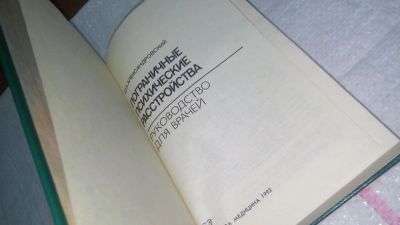 АЛЕКСАНДРОВСКИЙ
ПОГРАНИЧНЫЕ
ПСИХИЧЕСКИЕ
РАССТРОЙСТВА
РУКОВОДСТВО
ДЛЯ ВРАЧЕЙ
МЕДИЦИНА 1993